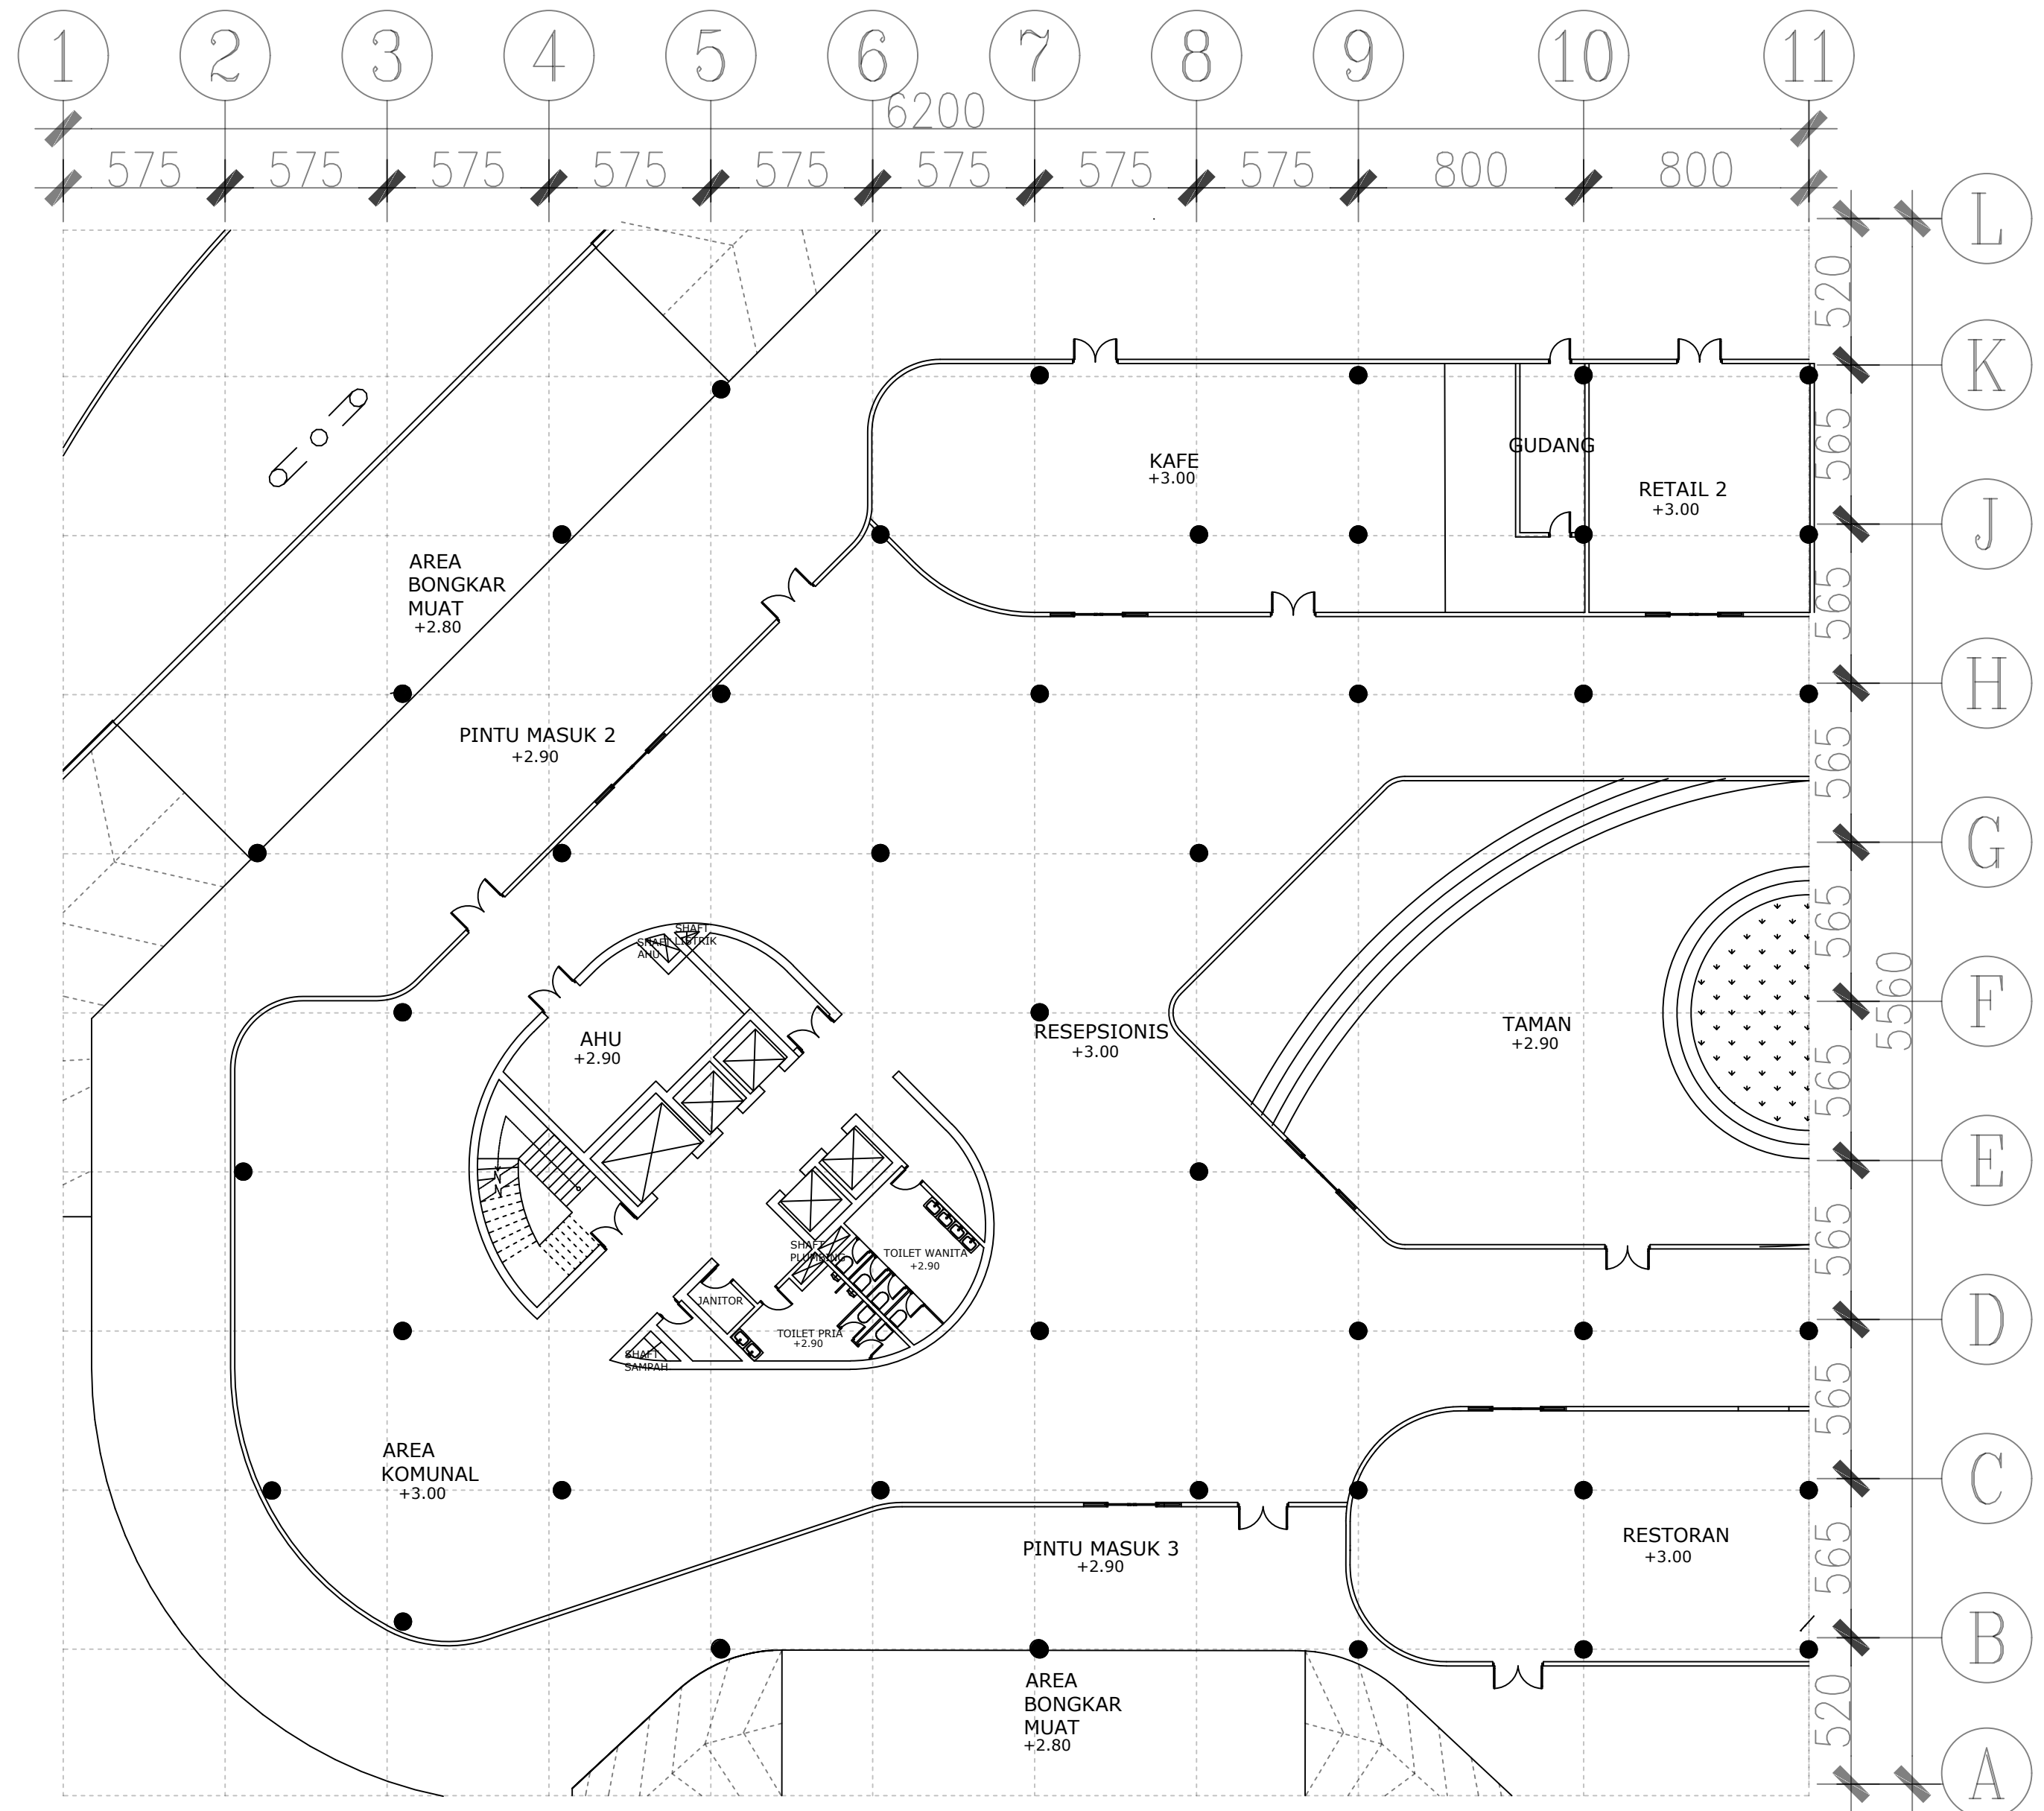 1 2 3 4 5 6 7 8 9 10 11
6200
575 575 575 575 575 575 575 575 800 800
L
520
K
565
KAFE
+3.00
GUDANG
RETAIL 2
+3.00
J
AREA
BONGKAR
MUAT
+2.80
565
H
PINTU MASUK 2
+2.90
565
G
565
SHAFT
LISTRIK
SHAFT
AHU
5560
F
AHU
+2.90
RESEPSIONIS
+3.00
TAMAN
+2.90
565
E
SHAFT
PLUMBING
TOILET WANITA
+2.90
565
JANITOR
TOILET PRIA
+2.90
SHAFT
SAMPAH
D
565
AREA
KOMUNAL
+3.00
C
PINTU MASUK 3
+2.90
RESTORAN
+3.00
565
B
AREA
BONGKAR
MUAT
+2.80
520
A